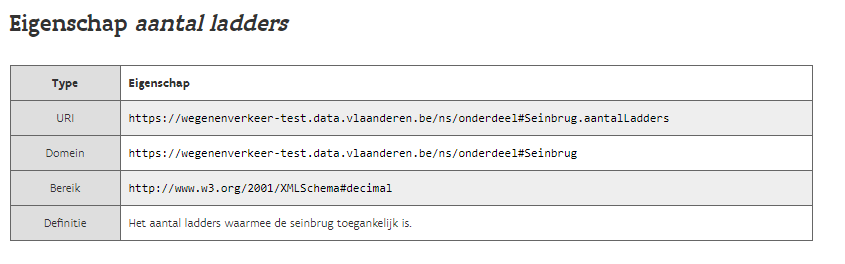 Eigenschap aantal ladders
Type Eigenschap
URI https://wegenenverkeer-test.data.vlaanderen.be/ns/onderdeel#Seinbrug.aantalLadders
Domein https://wegenenverkeer-test.data.vlaanderen.be/ns/onderdeel#Seinbrug
Bereik http://www.w3.org/2001/XMLSchema#decimal
Definitie Het aantal ladders waarmee de seinbrug toegankelijk is.